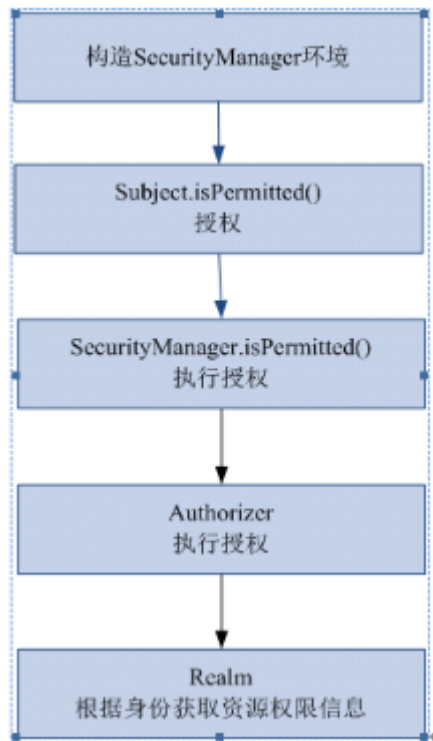 构造SecurityManager环境
Subject.isPermitted()
授权
SecurityManager.isPermitted()
执行授权
Authorizer
执行授权
Realm
根据身份获取资源权限信息